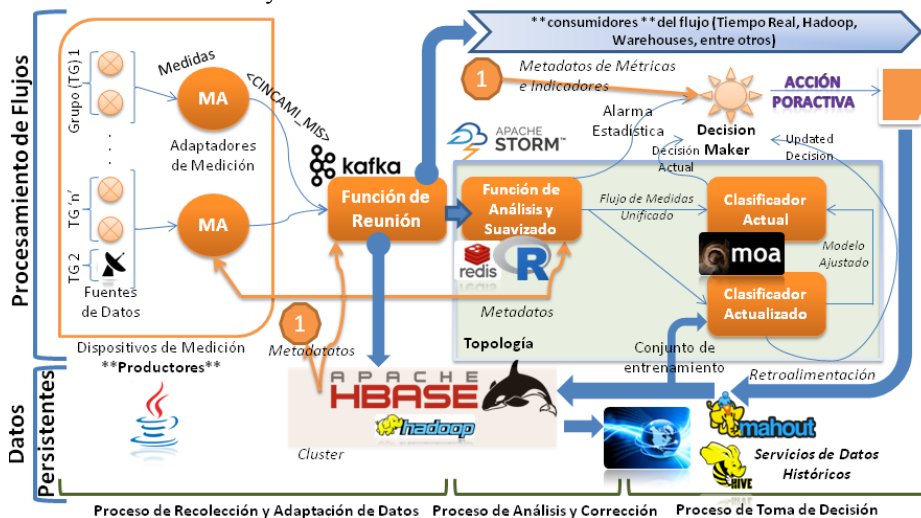 Procesamiento de Flujos
Grupo (TG) 1
.
.
.
TG 'n'
TG 2
Fuentes
de Datos
Medidas
MA
Adaptadores
de Medición
<CINCAMI_MIS>
MA
Dispositivos de Medición
**Productores**
kafka
Función de
Reunión
1
Metadatatos
**consumidores **del flujo (Tiempo Real, Hadoop,
Warehouses, entre otros)
1
Metadatos de Métricas
e Indicadores
APACHE
STORM™
Alarma
Estadística
Decision
Maker
ACCIÓN
PORACTIVA
Decisión
Actual
Updated
Decision
Función de
Análisis y
Suavizado
redis
R
Metadatos
Flujo de Medidas
Unificado
Clasificador
Actual
moa
Modelo
Ajustado
Clasificador
Actualizado
Topología
Conjunto de
entrenamiento
Retroalimentación
Datos
Persistentes
APACHE
HBASE
hadoop
Cluster
mahout
HIVE
Servicios de Datos
Históricos
Proceso de Recolección y Adaptación de Datos
Proceso de Análisis y Corrección
Proceso de Toma de Decisión